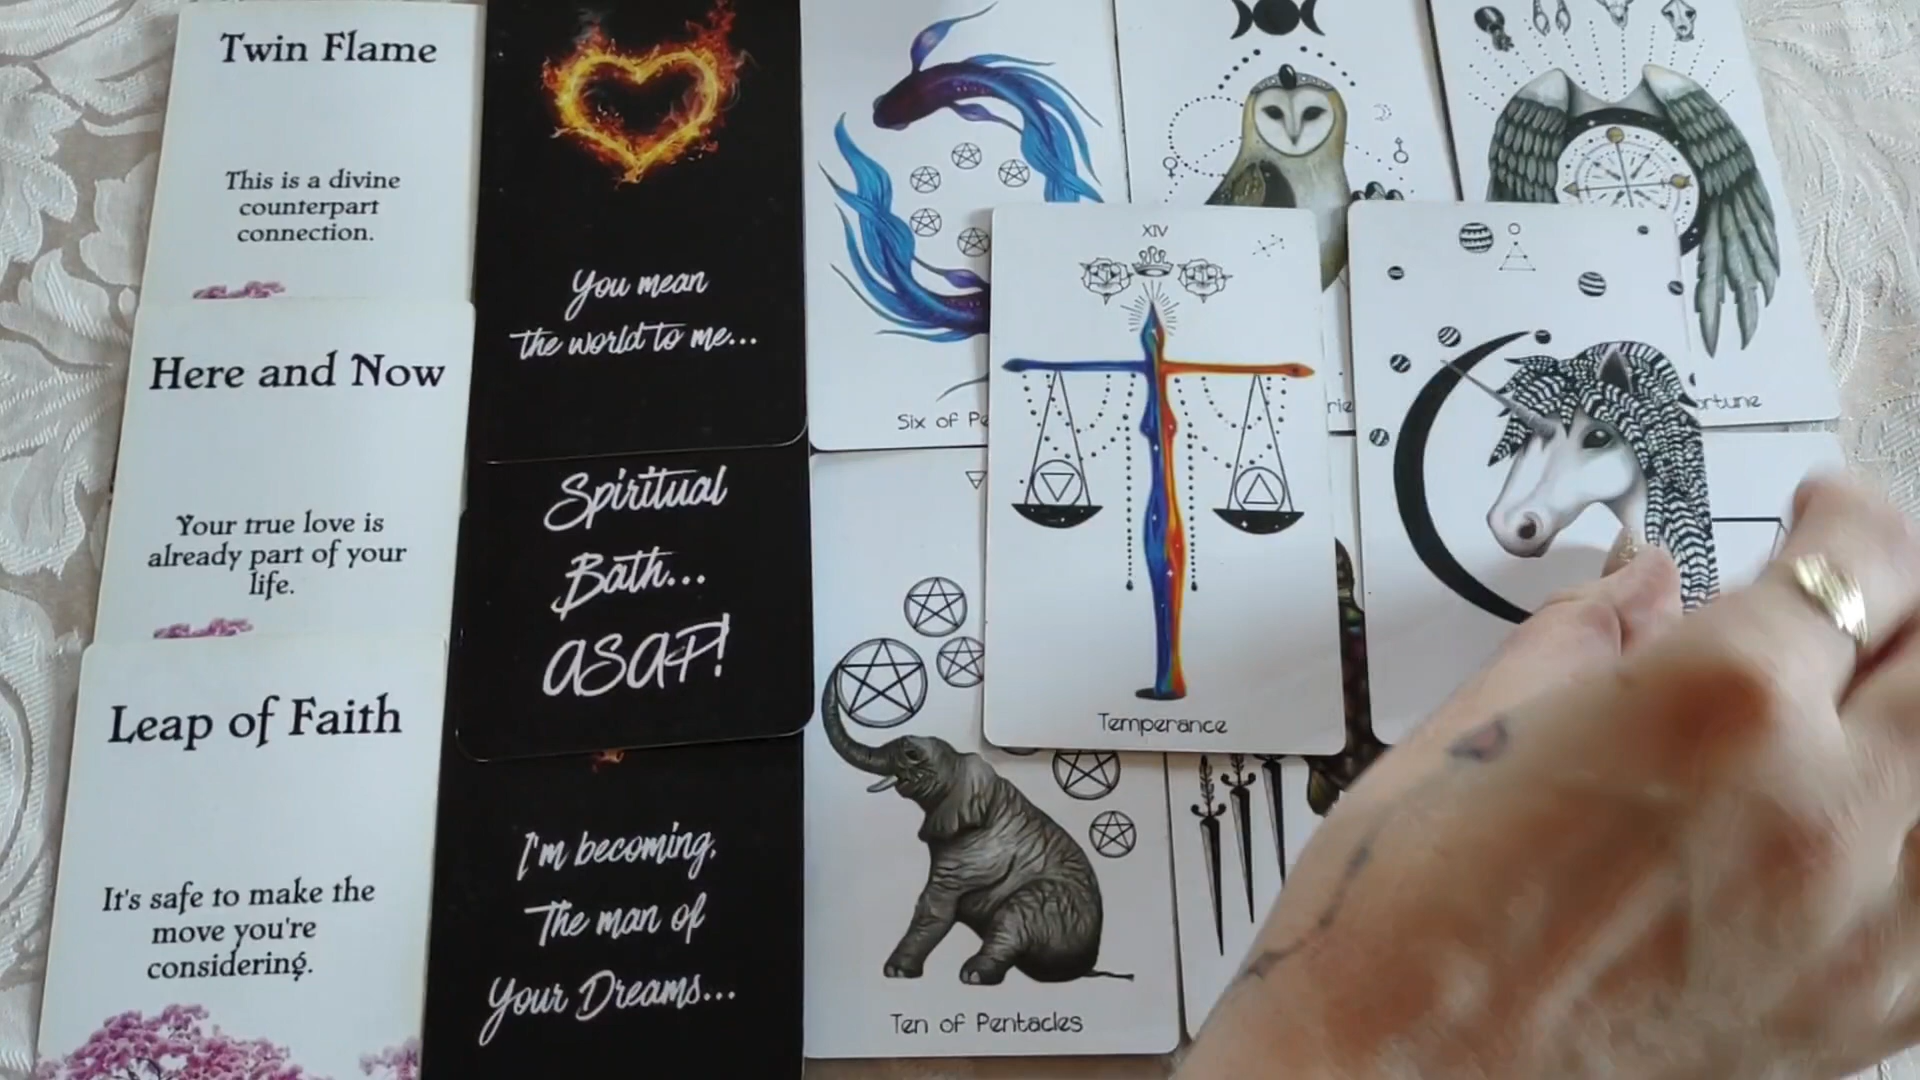 Twin Flame
This is a divine
counterpart
connection.
Here and Now
Your true love is
already part of your
life.
Leap of Faith
It's safe to make the
move you're
considering.
You mean
the world to me...
Spiritual
Bath...
ASAP!
I'm becoming,
The man of
Your Dreams...
Six of
XIV
Temperance
Ten of Pentacles